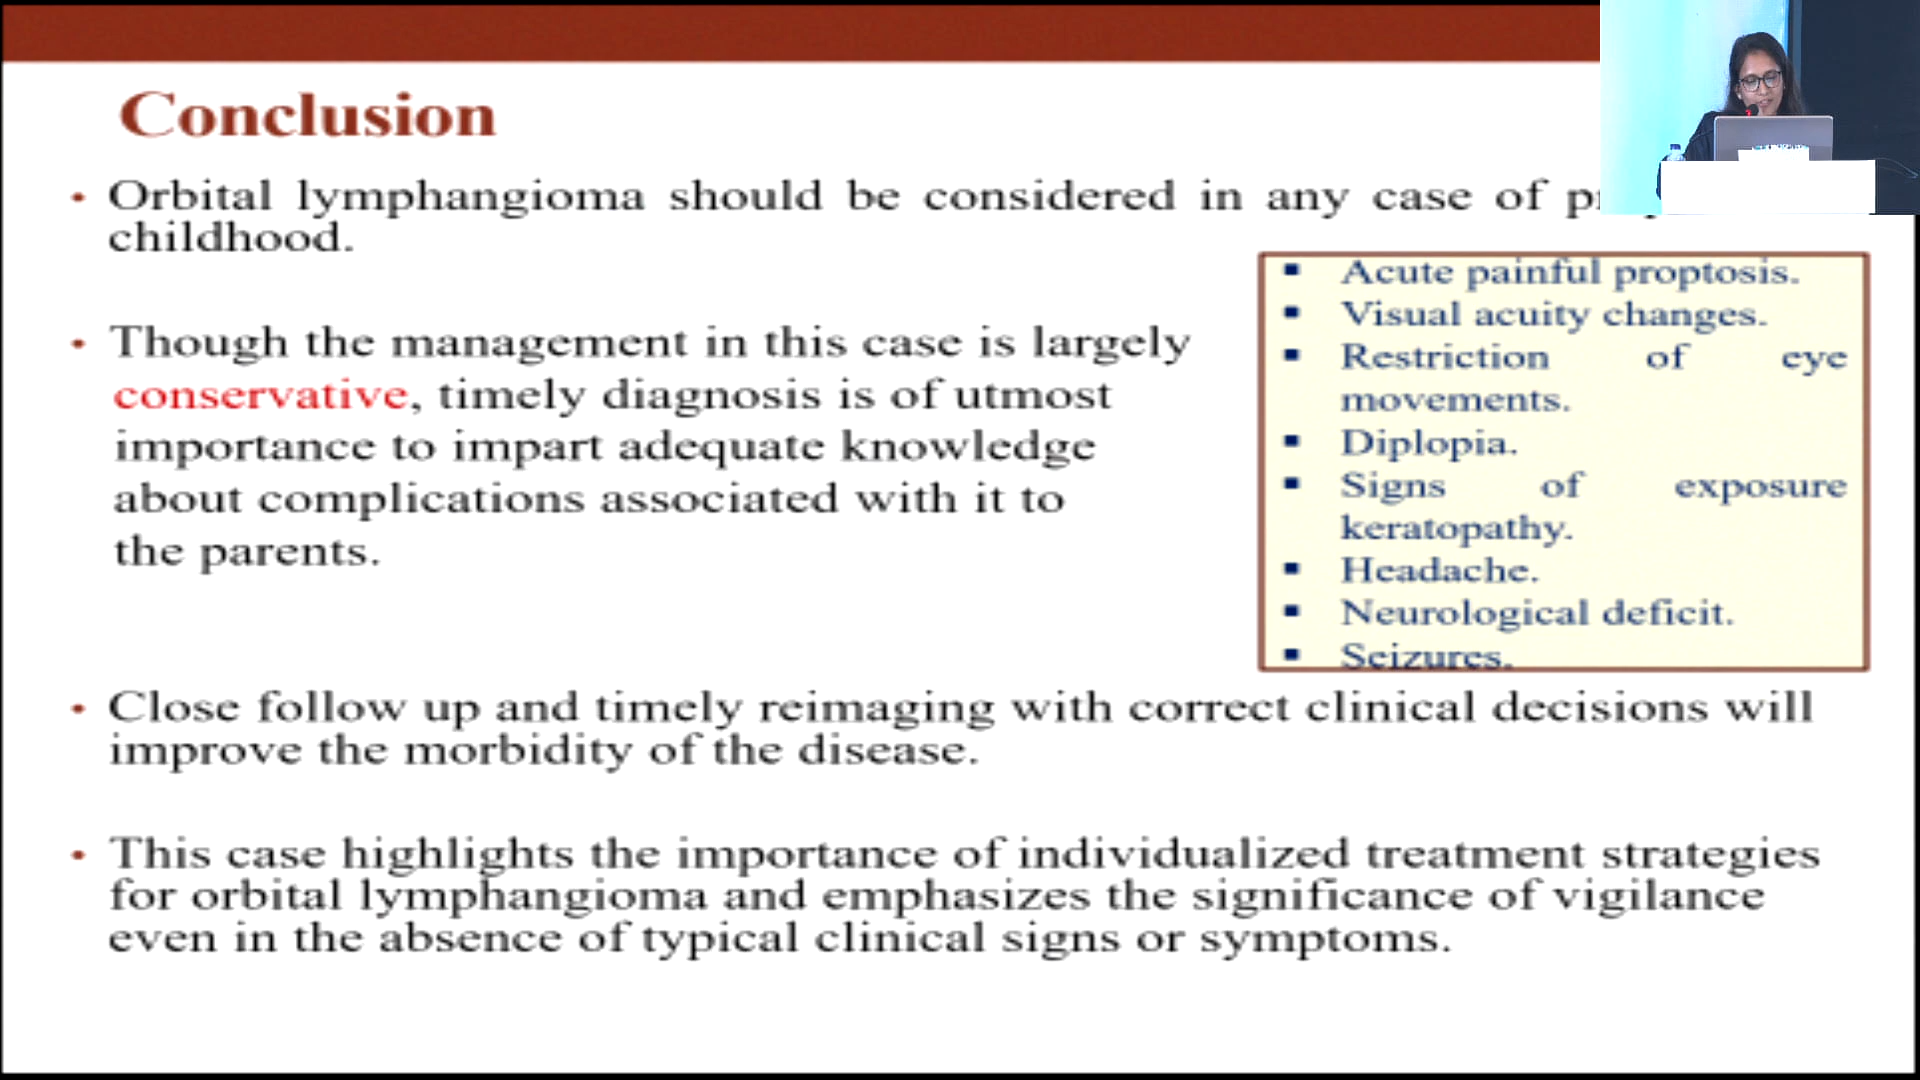 Conclusion
• Orbital lymphangioma should be considered in any case of
childhood.
• Though the management in this case is largely
conservative, timely diagnosis is of utmost
importance to impart adequate knowledge
about complications associated with it to
the parents.
▪ Acute painful proptosis.
▪ Visual acuity changes.
▪ Restriction of eye
movements.
▪ Diplopia.
▪ Signs of exposure
keratopathy.
▪ Headache.
▪ Neurological deficit.
▪ Seizures.
• Close follow up and timely reimaging with correct clinical decisions will
improve the morbidity of the disease.
• This case highlights the importance of individualized treatment strategies
for orbital lymphangioma and emphasizes the significance of vigilance
even in the absence of typical clinical signs or symptoms.